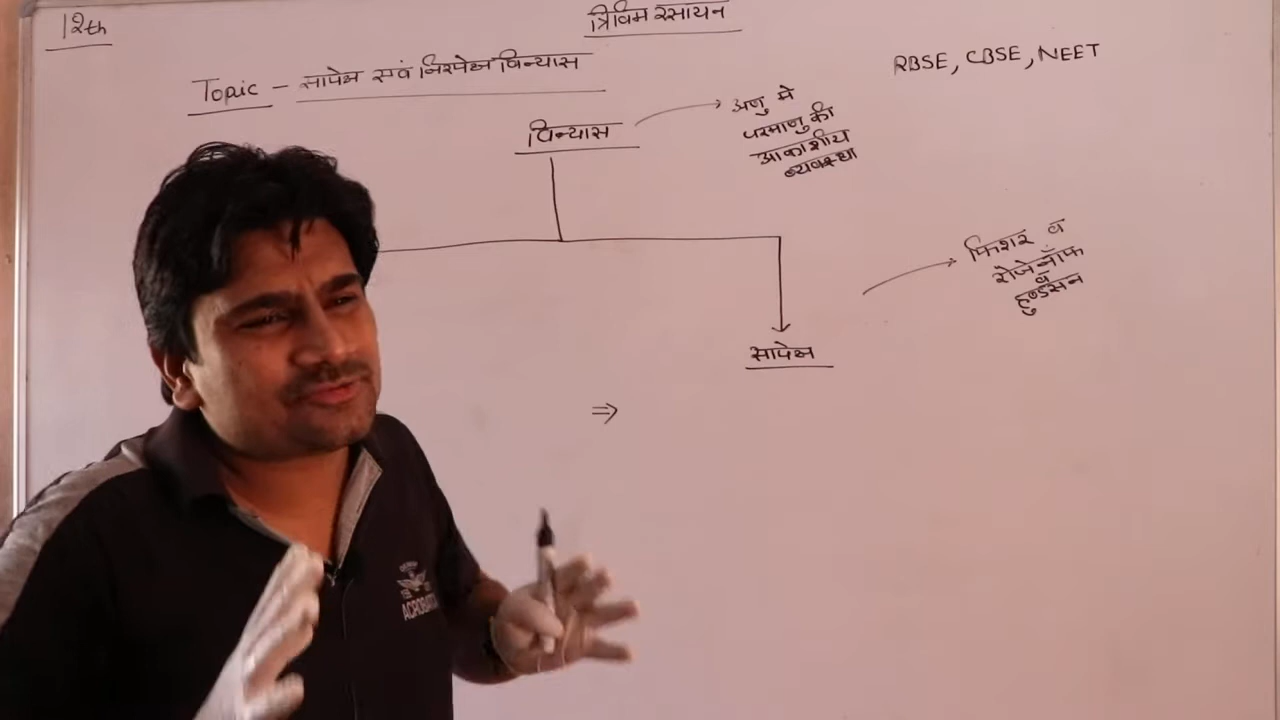 12th
त्रिविम रसायन
Topic - सापेक्ष एवं निरपेक्ष विन्यास
RBSE, CBSE, NEET
विन्यास
अणु मे
परमाणु की
आकाशीय
व्यवस्था
फिशर व
रोजेनॉफ
व
हुण्डसन
सापेक्ष
⇒